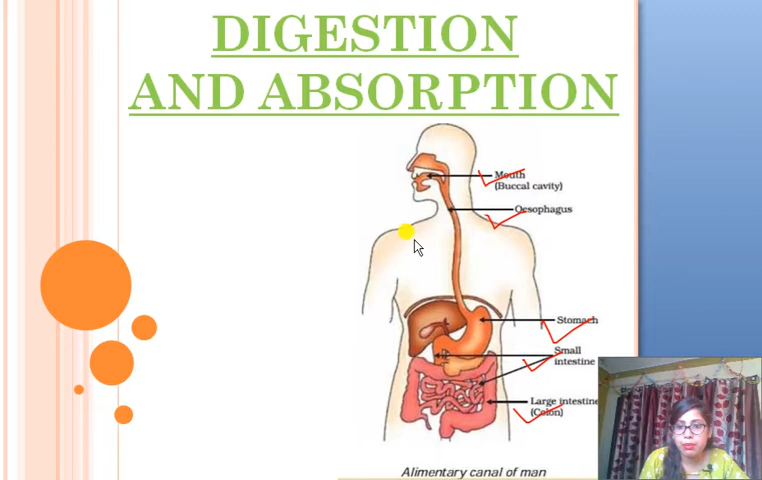 DIGESTION
AND ABSORPTION
Mouth
(Buccal cavity)
Oesophagus
Stomach
Small
intestine
Large intestine
(Colon)
Alimentary canal of man